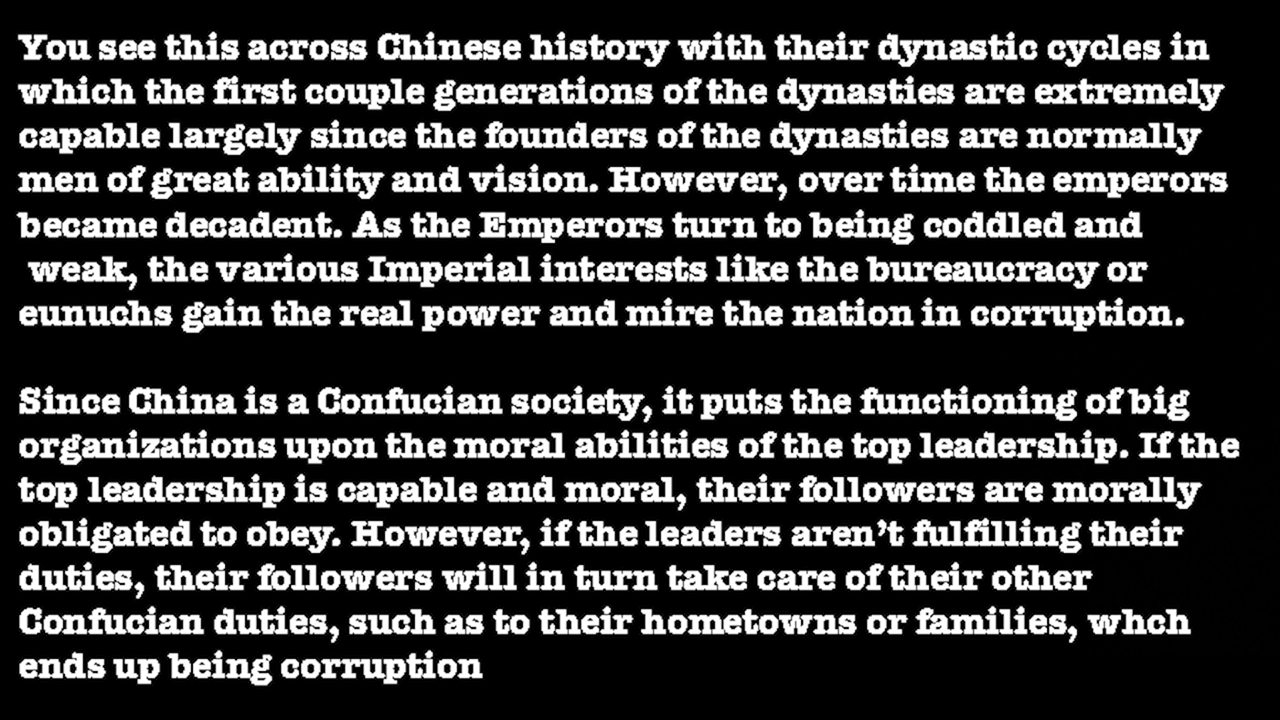 You see this across Chinese history with their dynastic cycles in
which the first couple generations of the dynasties are extremely
capable largely since the founders of the dynasties are normally
men of great ability and vision. However, over time the emperors
became decadent. As the Emperors turn to being coddled and
weak, the various Imperial interests like the bureaucracy or
eunuchs gain the real power and mire the nation in corruption.
Since China is a Confucian society, it puts the functioning of big
organizations upon the moral abilities of the top leadership. If the
top leadership is capable and moral, their followers are morally
obligated to obey. However, if the leaders aren’t fulfilling their
duties, their followers will in turn take care of their other
Confucian duties, such as to their hometowns or families, whch
ends up being corruption